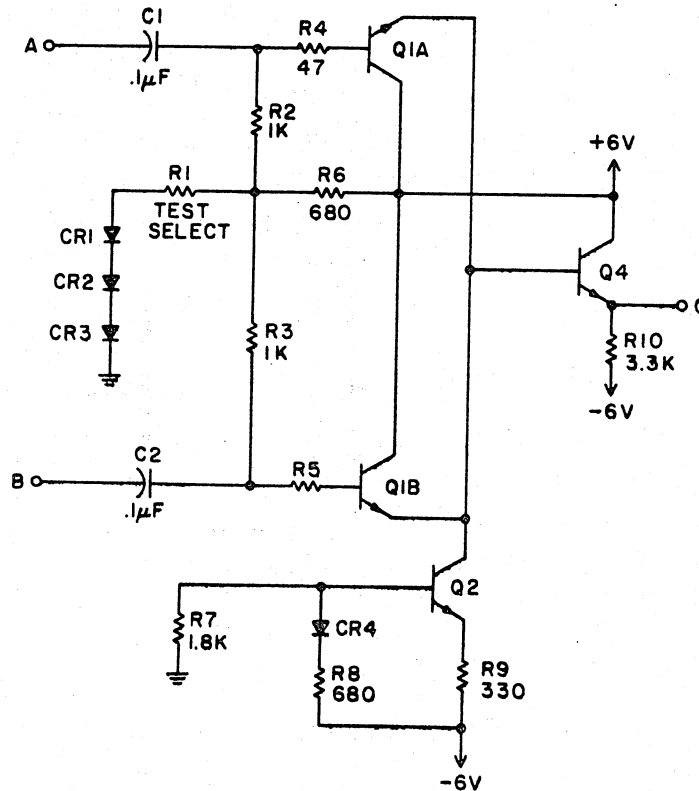 C1
A
.1μF
R4
47
Q1A
R2
1K
+6V
R1
TEST
SELECT
R6
680
CR1
CR2
CR3
Q4
R3
1K
R10
3.3K
-6V
C2
B
.1μF
R5
Q1B
Q2
R7
1.8K
CR4
R8
680
R9
330
-6V